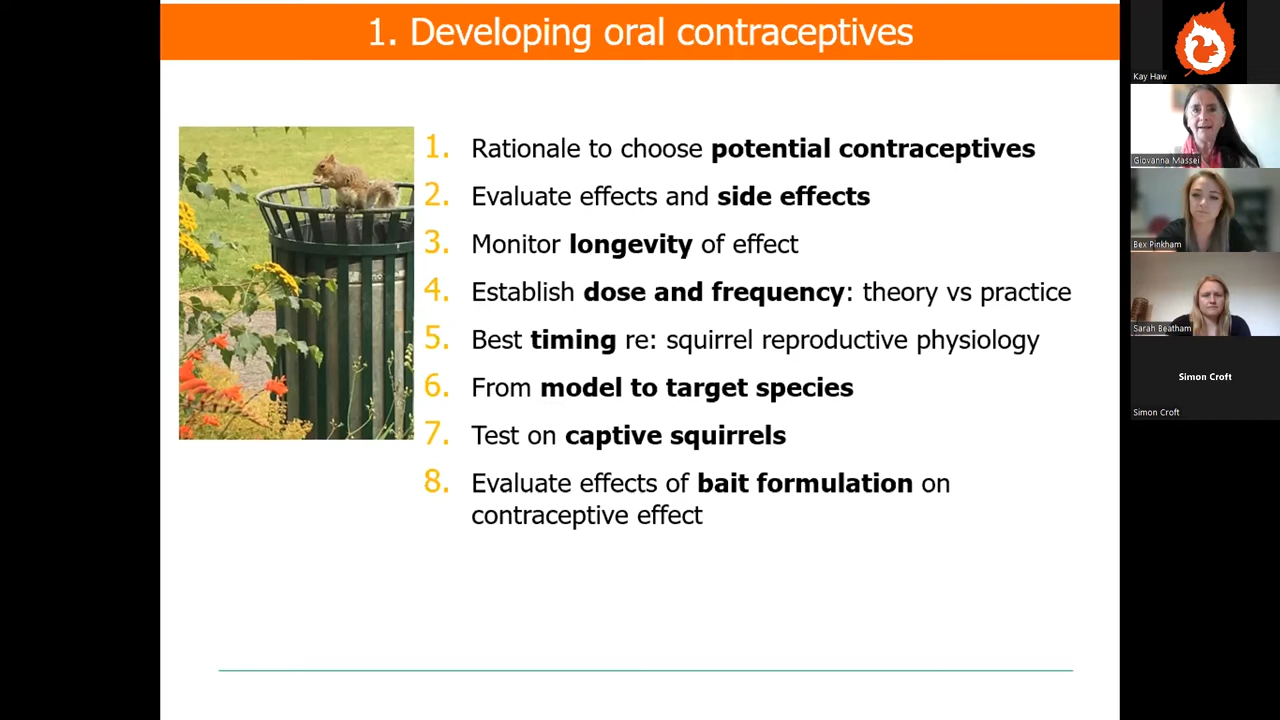 1. Developing oral contraceptives
1. Rationale to choose potential contraceptives
2. Evaluate effects and side effects
3. Monitor longevity of effect
4. Establish dose and frequency: theory vs practice
5. Best timing re: squirrel reproductive physiology
6. From model to target species
7. Test on captive squirrels
8. Evaluate effects of bait formulation on
contraceptive effect
Kay Haw
Giovanna Massei
Bex Pinkham
Sarah Beatham
Simon Croft
Simon Croft